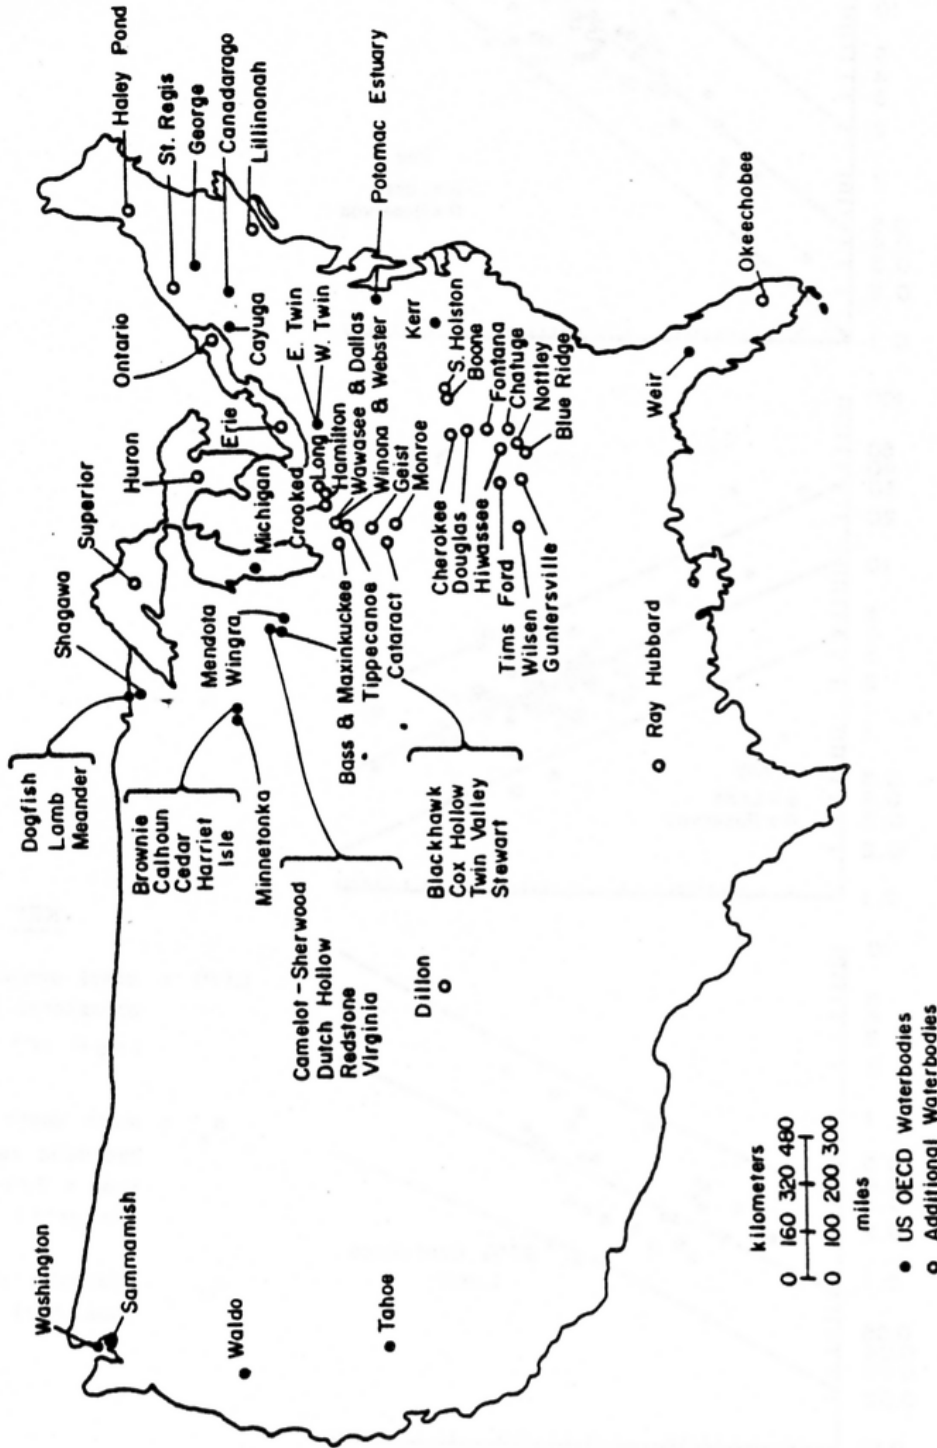 Washington
Sammamish
Waldo
Tahoe
Dogfish
Lamb
Meander
Shagawa
Superior
Huron
Ontario
Erie
Michigan
Haley Pond
St. Regis
George
Canadarago
Lillinonah
Cayuga
E. Twin
W. Twin
Potomac Estuary
Brownie
Calhoun
Cedar
Harriet
Isle
Minnetonka
Mendota
Wingra
Crooked
Long
Hamilton
Wawasee & Dallas
Winona & Webster
Geist
Monroe
Bass & Maxinkuckee
Tippecanoe
Cataract
Camelot-Sherwood
Dutch Hollow
Redstone
Virginia
Blackhawk
Cox Hollow
Twin Valley
Stewart
Dillon
Kerr
S. Holston
Boone
Cherokee
Douglas
Hiwassee
Fontana
Chatuge
Nottley
Blue Ridge
Tims Ford
Wilsen
Guntersville
Ray Hubbard
Weir
Okeechobee
kilometers
0 160 320 480
0 100 200 300
miles
US OECD Waterbodies
Additional Waterbodies